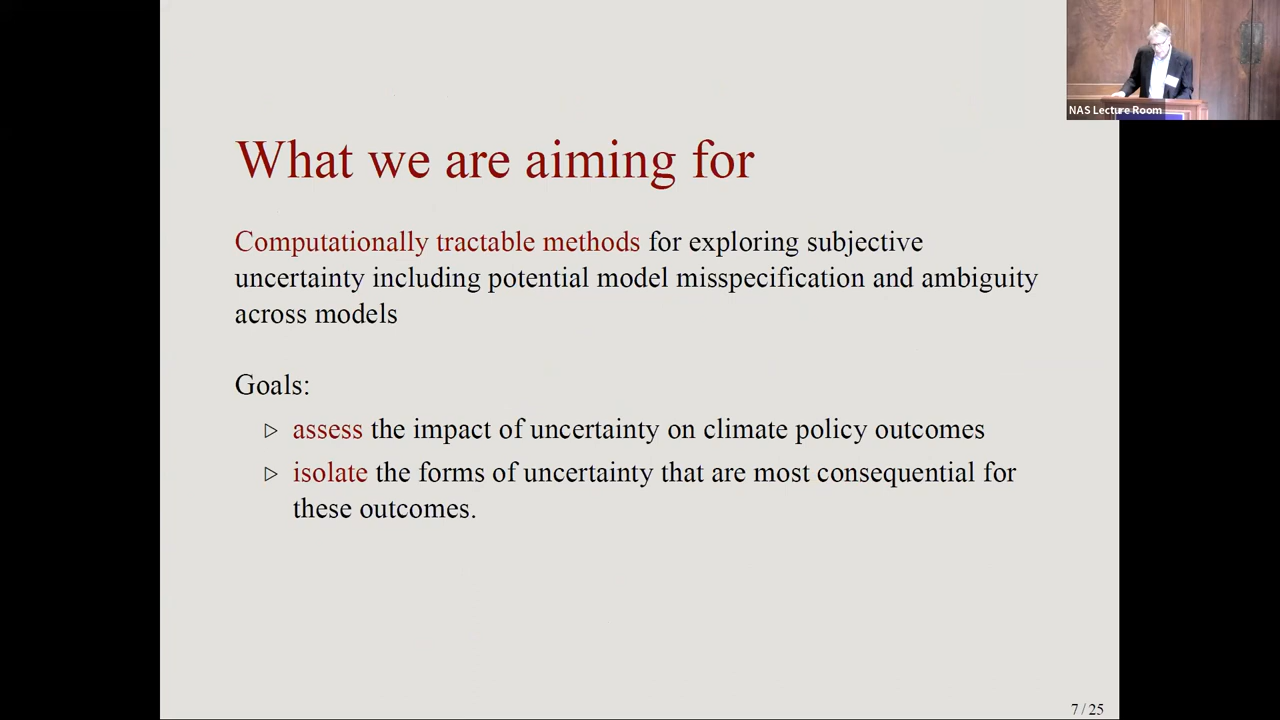 NAS Lecture Room
What we are aiming for
Computationally tractable methods for exploring subjective
uncertainty including potential model misspecification and ambiguity
across models
Goals:
▷ assess the impact of uncertainty on climate policy outcomes
▷ isolate the forms of uncertainty that are most consequential for
these outcomes.
7 / 25